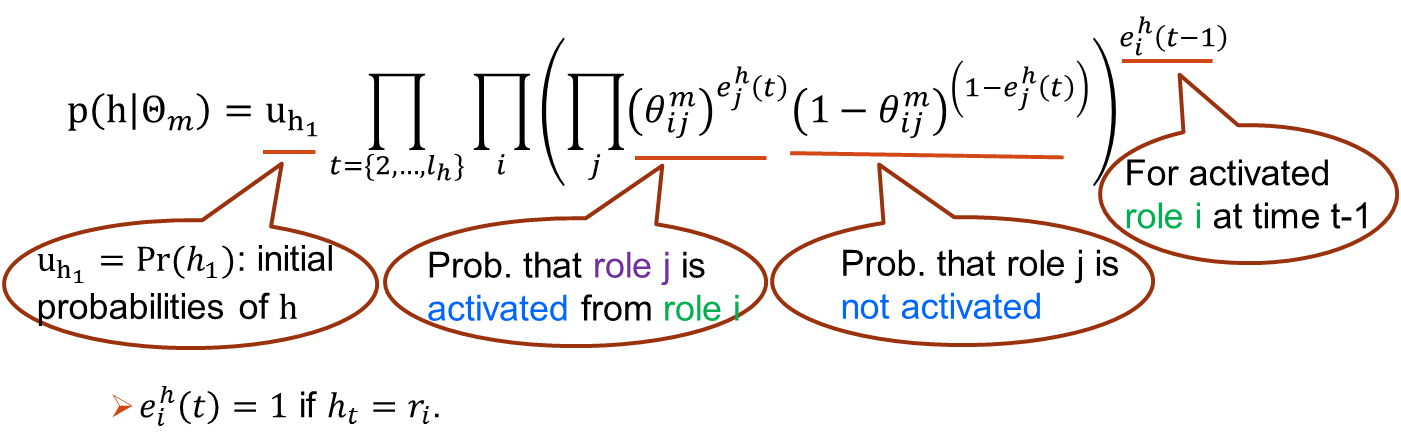 p(h|Θ_m) = u_{h_1} ∏_{t={2,…,l_h}} ∏_i (∏_j (θ_{ij}^m)^{e_j^h(t)} (1 − θ_{ij}^m)^{(1−e_j^h(t))})^{e_i^h(t−1)}
u_{h_1} = Pr(h_1): initial
probabilities of h
Prob. that role j is
activated from role i
Prob. that role j is
not activated
For activated
role i at time t-1
➢ e_i^h(t) = 1 if h_t = r_i.